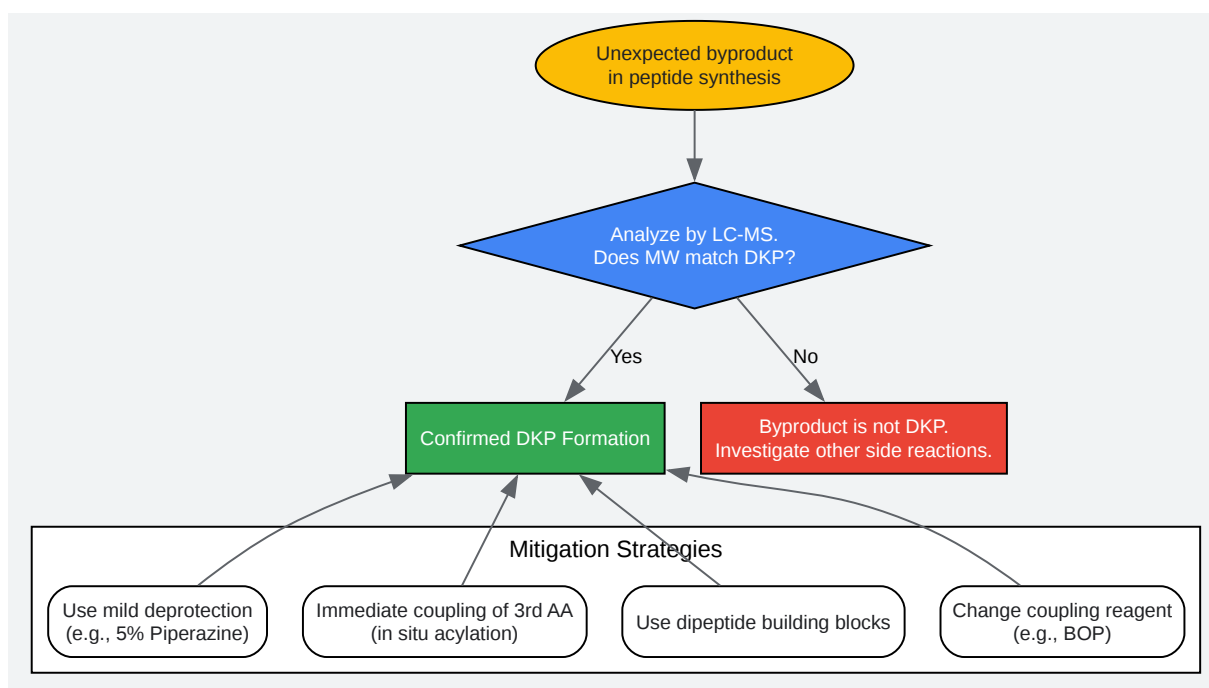 Unexpected byproduct
in peptide synthesis
Analyze by LC-MS.
Does MW match DKP?
Yes
No
Confirmed DKP Formation
Byproduct is not DKP.
Investigate other side reactions.
Mitigation Strategies
Use mild deprotection
(e.g., 5% Piperazine)
Immediate coupling of 3rd AA
(in situ acylation)
Use dipeptide building blocks
Change coupling reagent
(e.g., BOP)